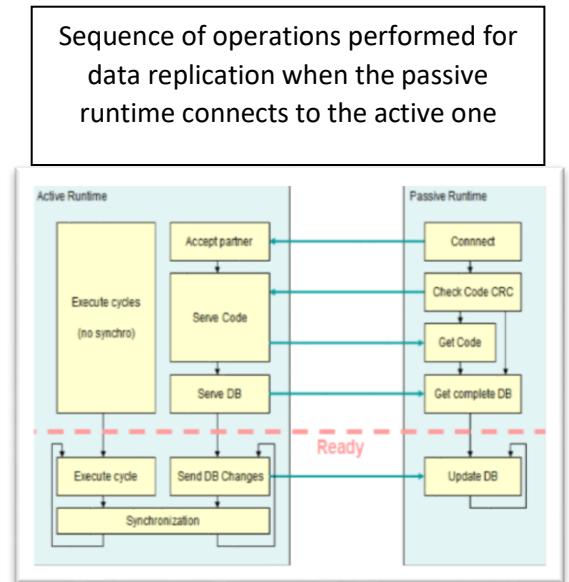 Sequence of operations performed for
data replication when the passive
runtime connects to the active one
Active Runtime
Passive Runtime
Accept partner
Connnect
Execute cycles
(no synchro)
Serve Code
Check Code CRC
Get Code
Serve DB
Get complete DB
Ready
Execute cycle
Send DB Changes
Update DB
Synchronization